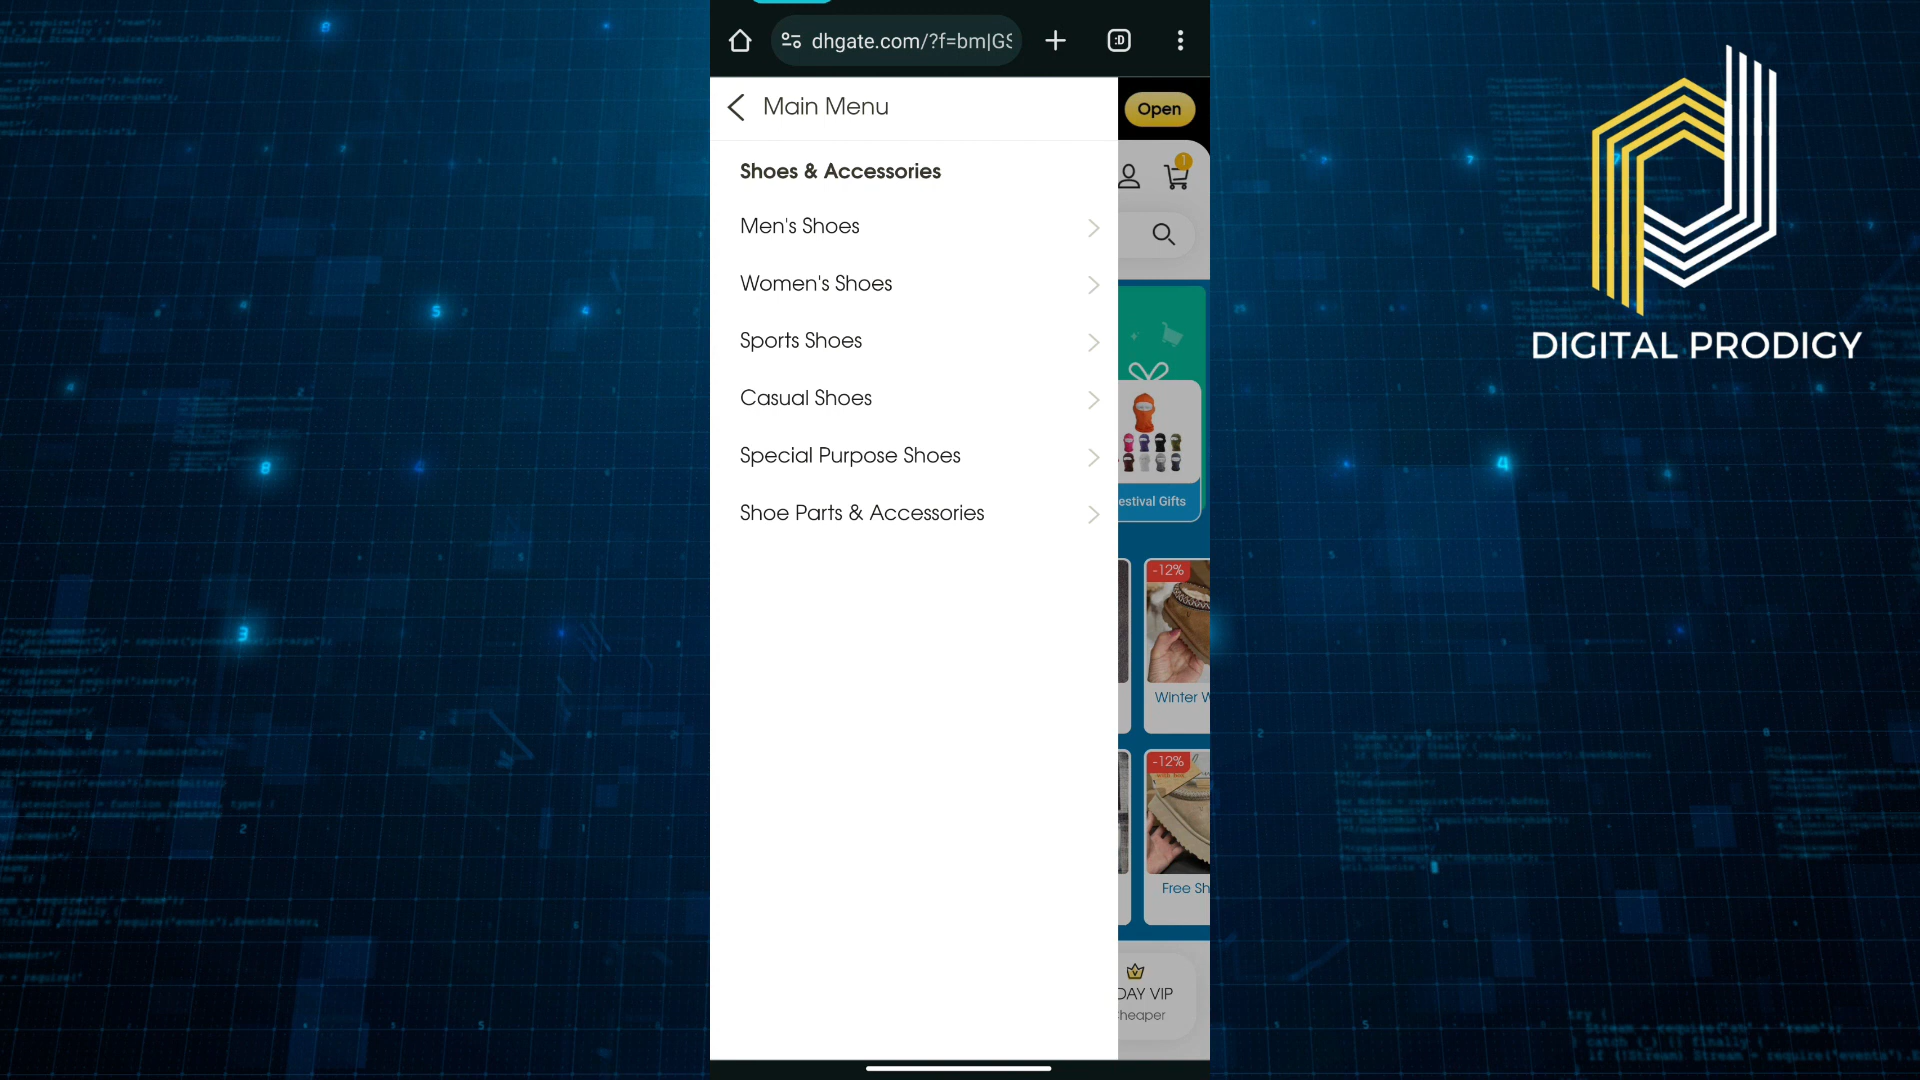 dhgate.com/?f=bm|GS
:D
Main Menu
Open
Shoes & Accessories
1
Men's Shoes
Women's Shoes
Sports Shoes
Casual Shoes
Special Purpose Shoes
Shoe Parts & Accessories
estival Gifts
-12%
Winter W
-12%
Free Sh
DAY VIP
heaper
DIGITAL PRODIGY